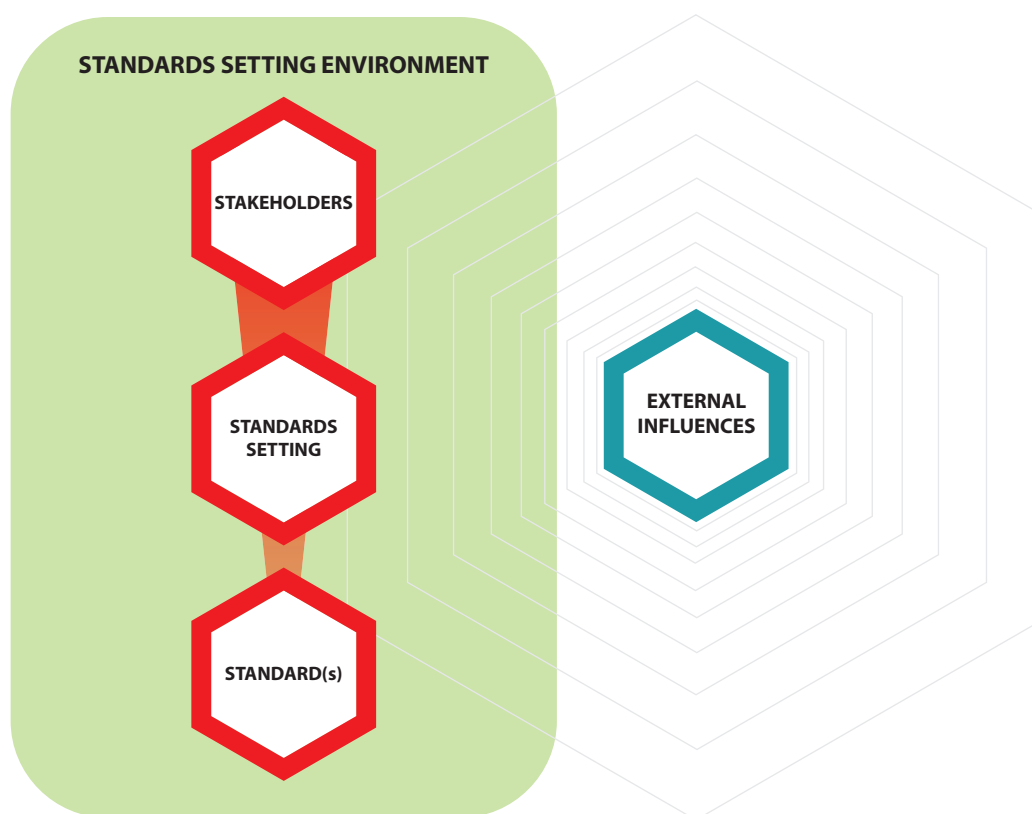 STANDARDS SETTING ENVIRONMENT
STAKEHOLDERS
STANDARDS
SETTING
STANDARD(s)
EXTERNAL
INFLUENCES